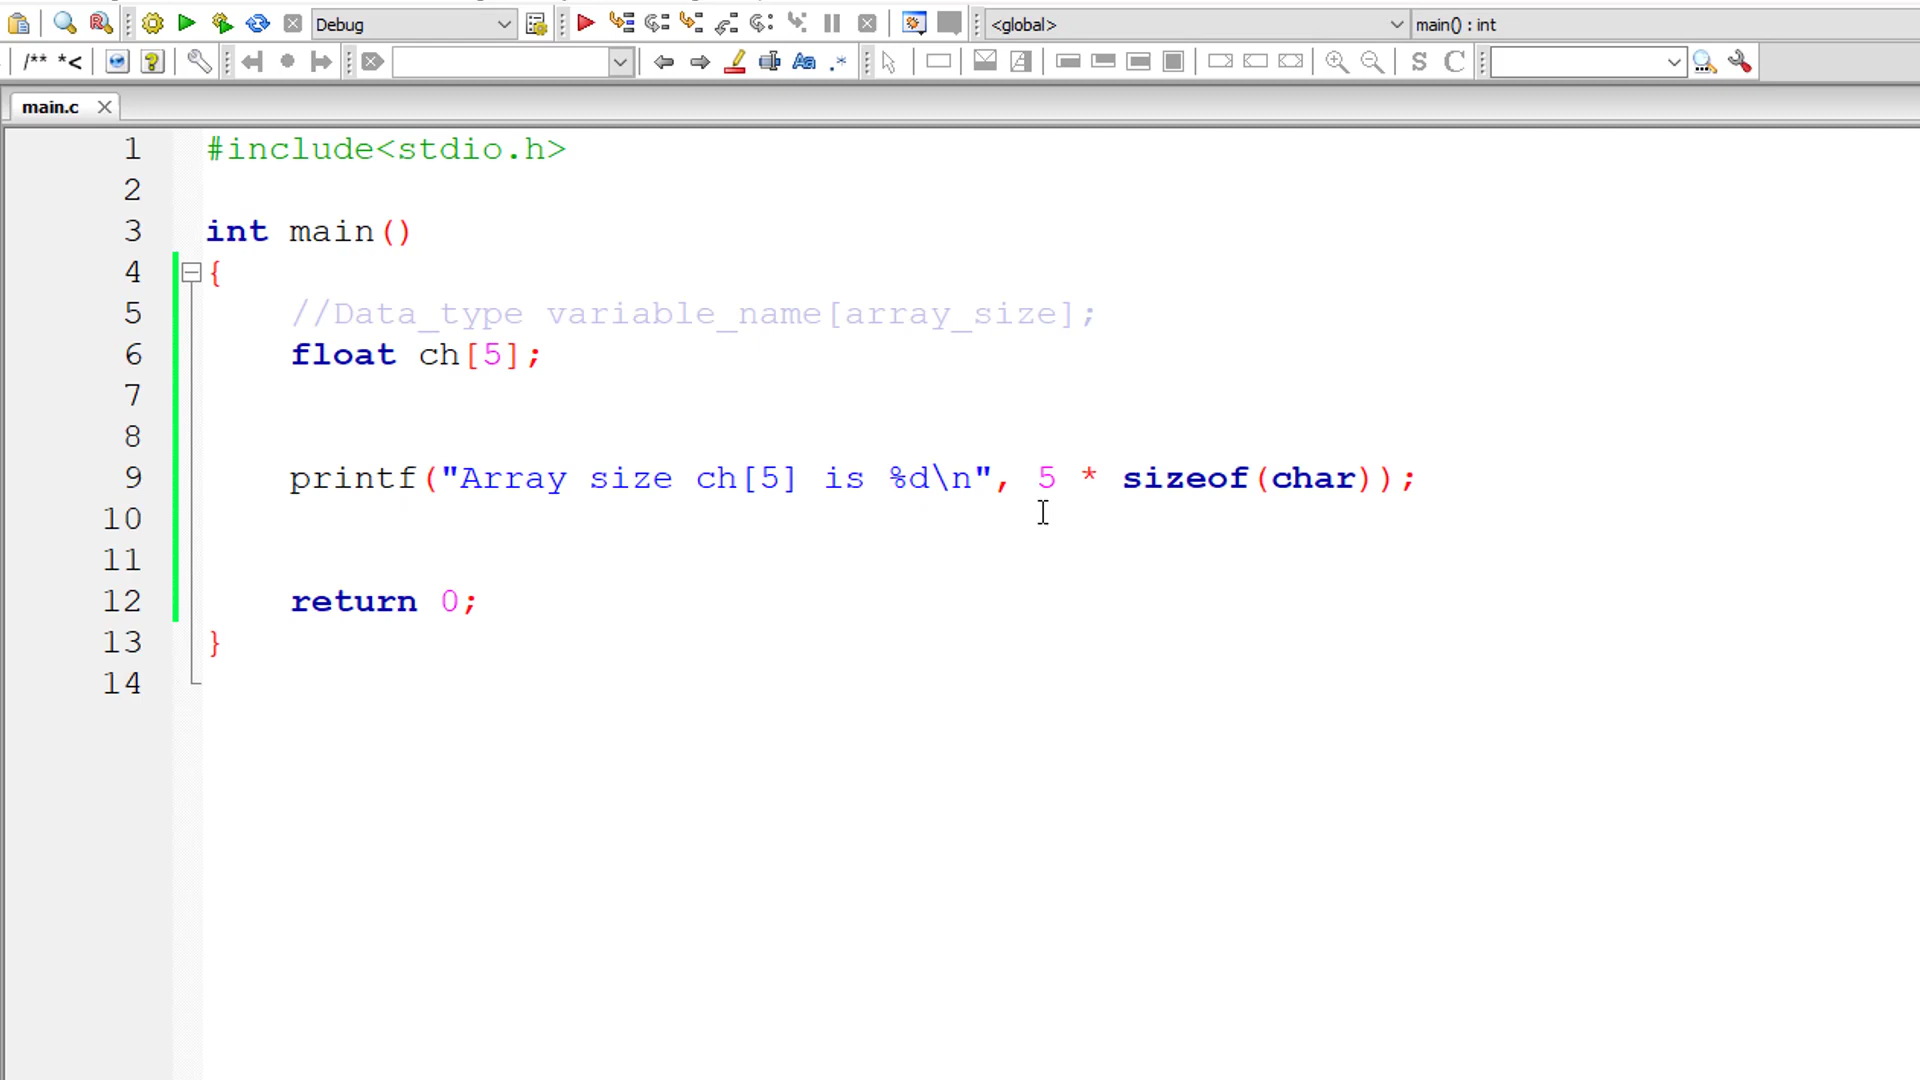 Debug
<global>
main() : int
/** *<
Aa
.*
S
C
main.c
1 #include<stdio.h>
2
3 int main()
4 {
5 //Data_type variable_name[array_size];
6 float ch[5];
7
8
9 printf("Array size ch[5] is %d\n", 5 * sizeof(char));
10
11
12 return 0;
13 }
14